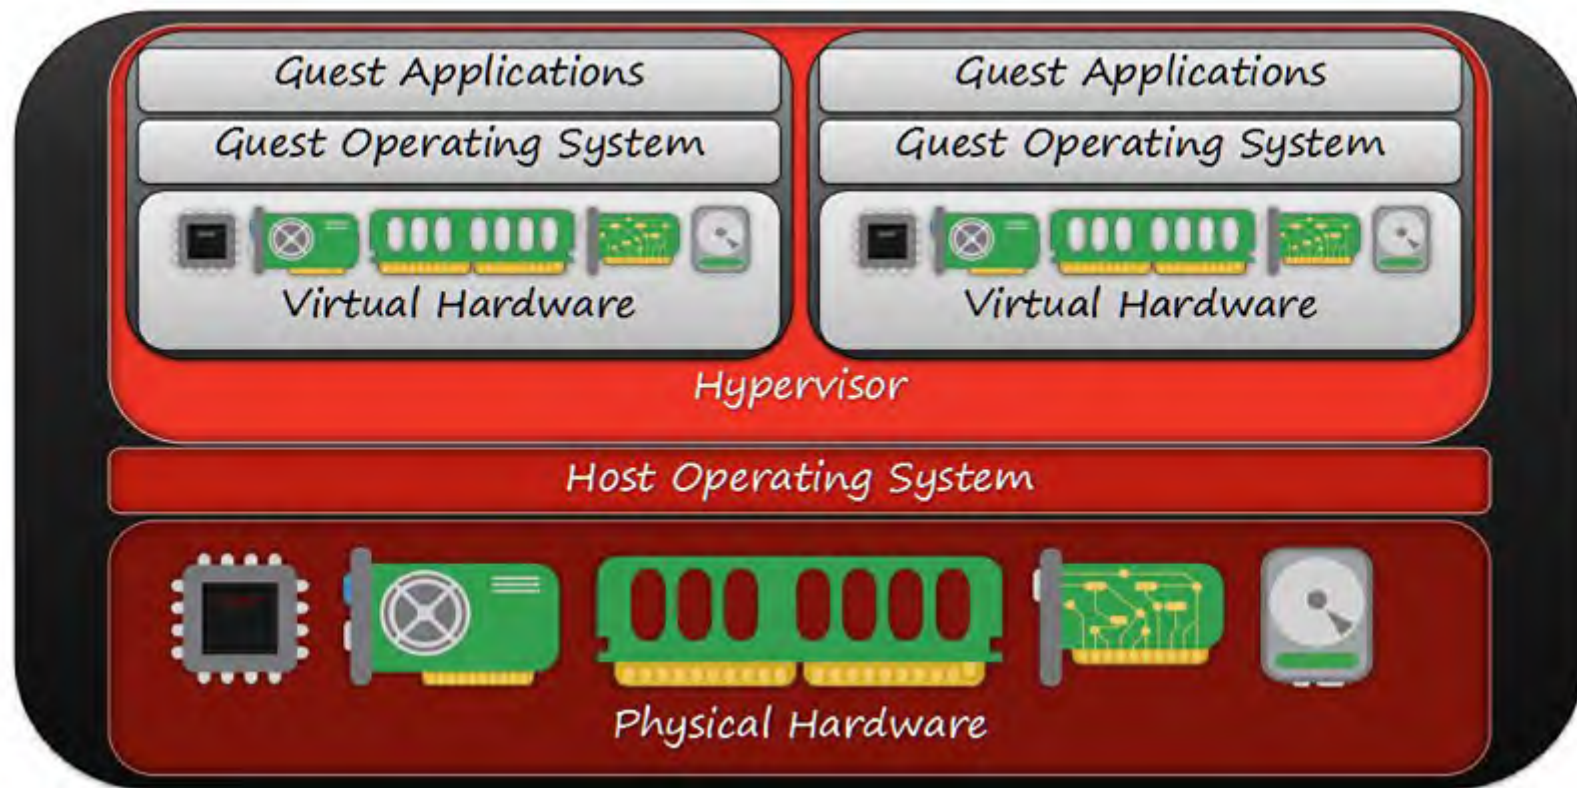 Guest Applications
Guest Applications
Guest Operating System
Guest Operating System
Virtual Hardware
Virtual Hardware
Hypervisor
Host Operating System
Physical Hardware